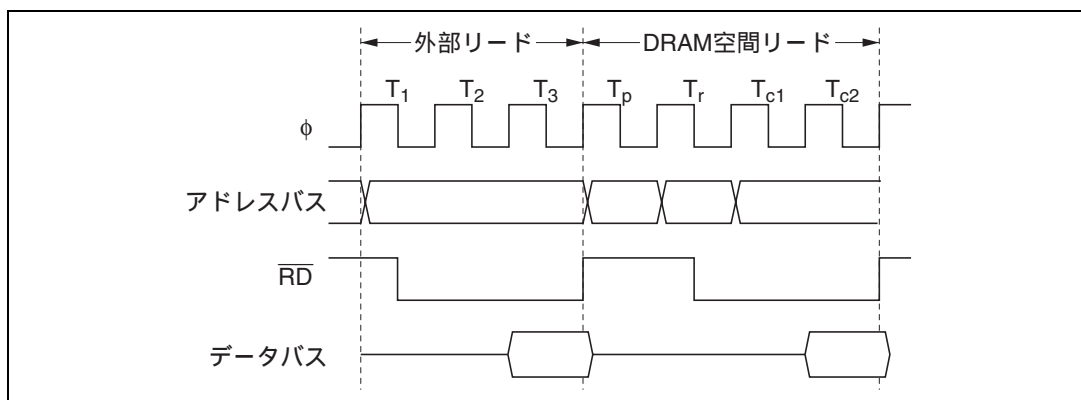 外部リード DRAM空間リード
T1 T2 T3 Tp Tr Tc1 Tc2
φ
アドレスバス
RD
データバス